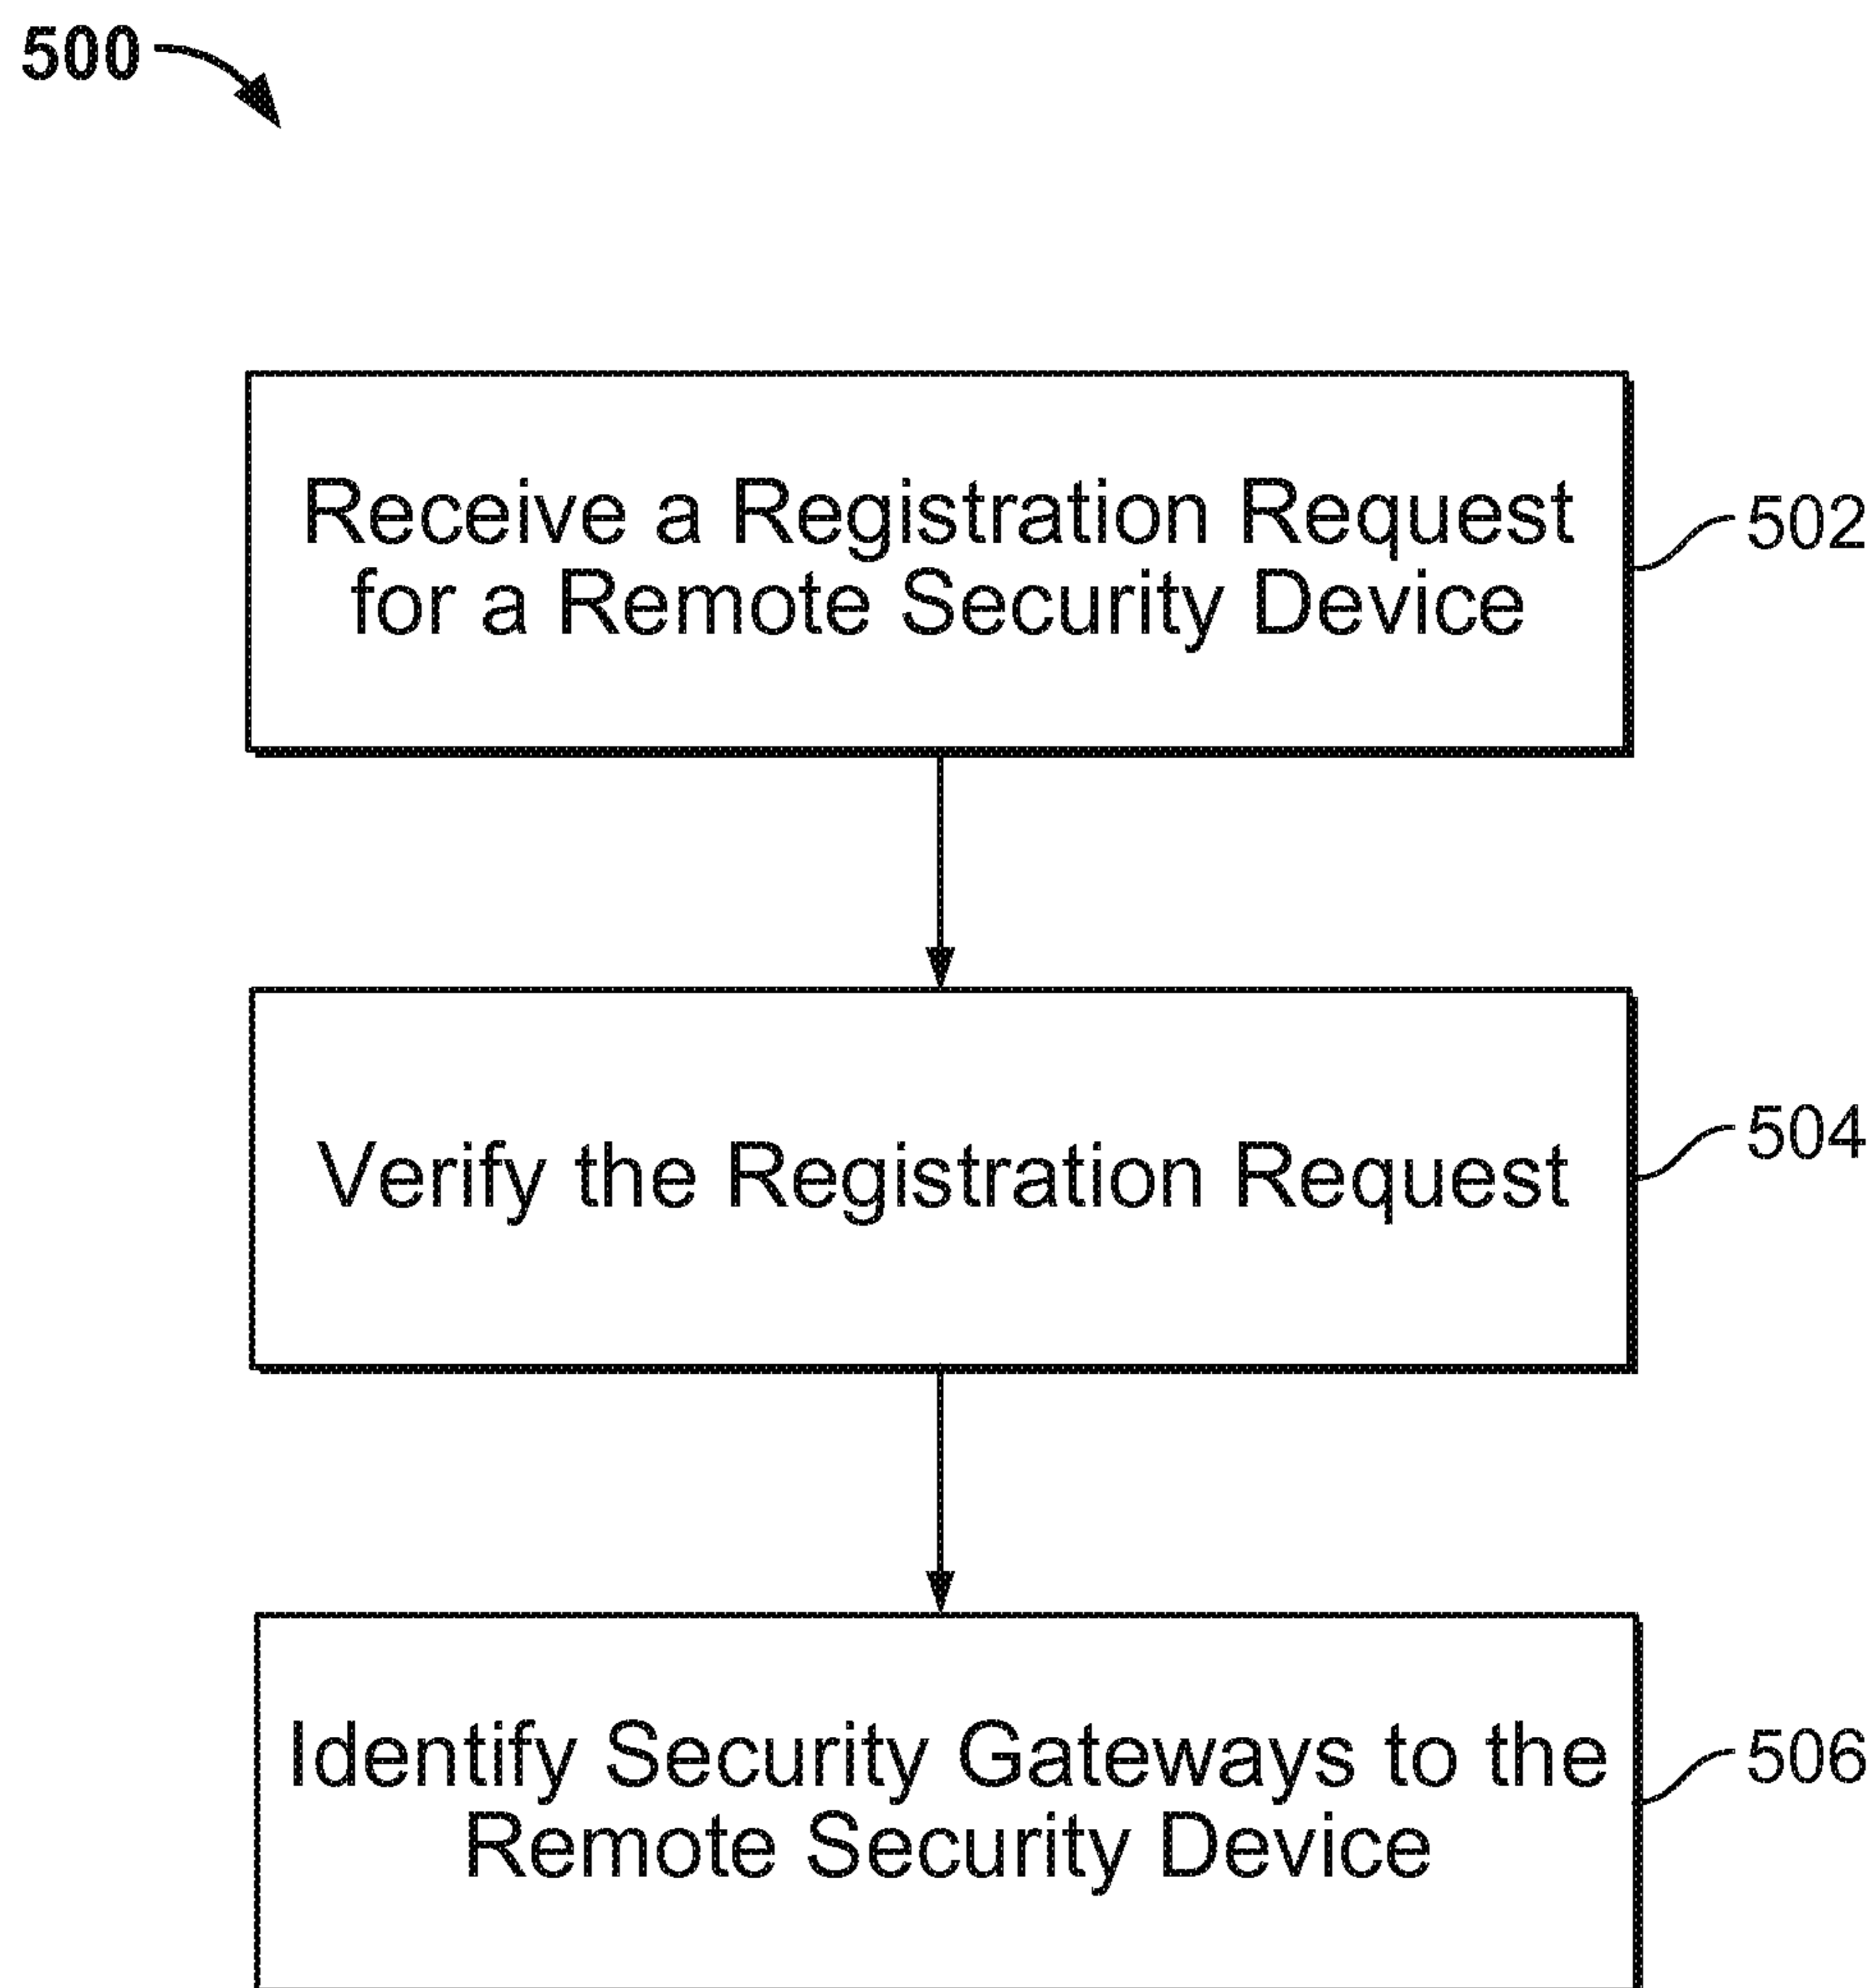 500
Receive a Registration Request
for a Remote Security Device
502
Verify the Registration Request
504
Identify Security Gateways to the
Remote Security Device
506